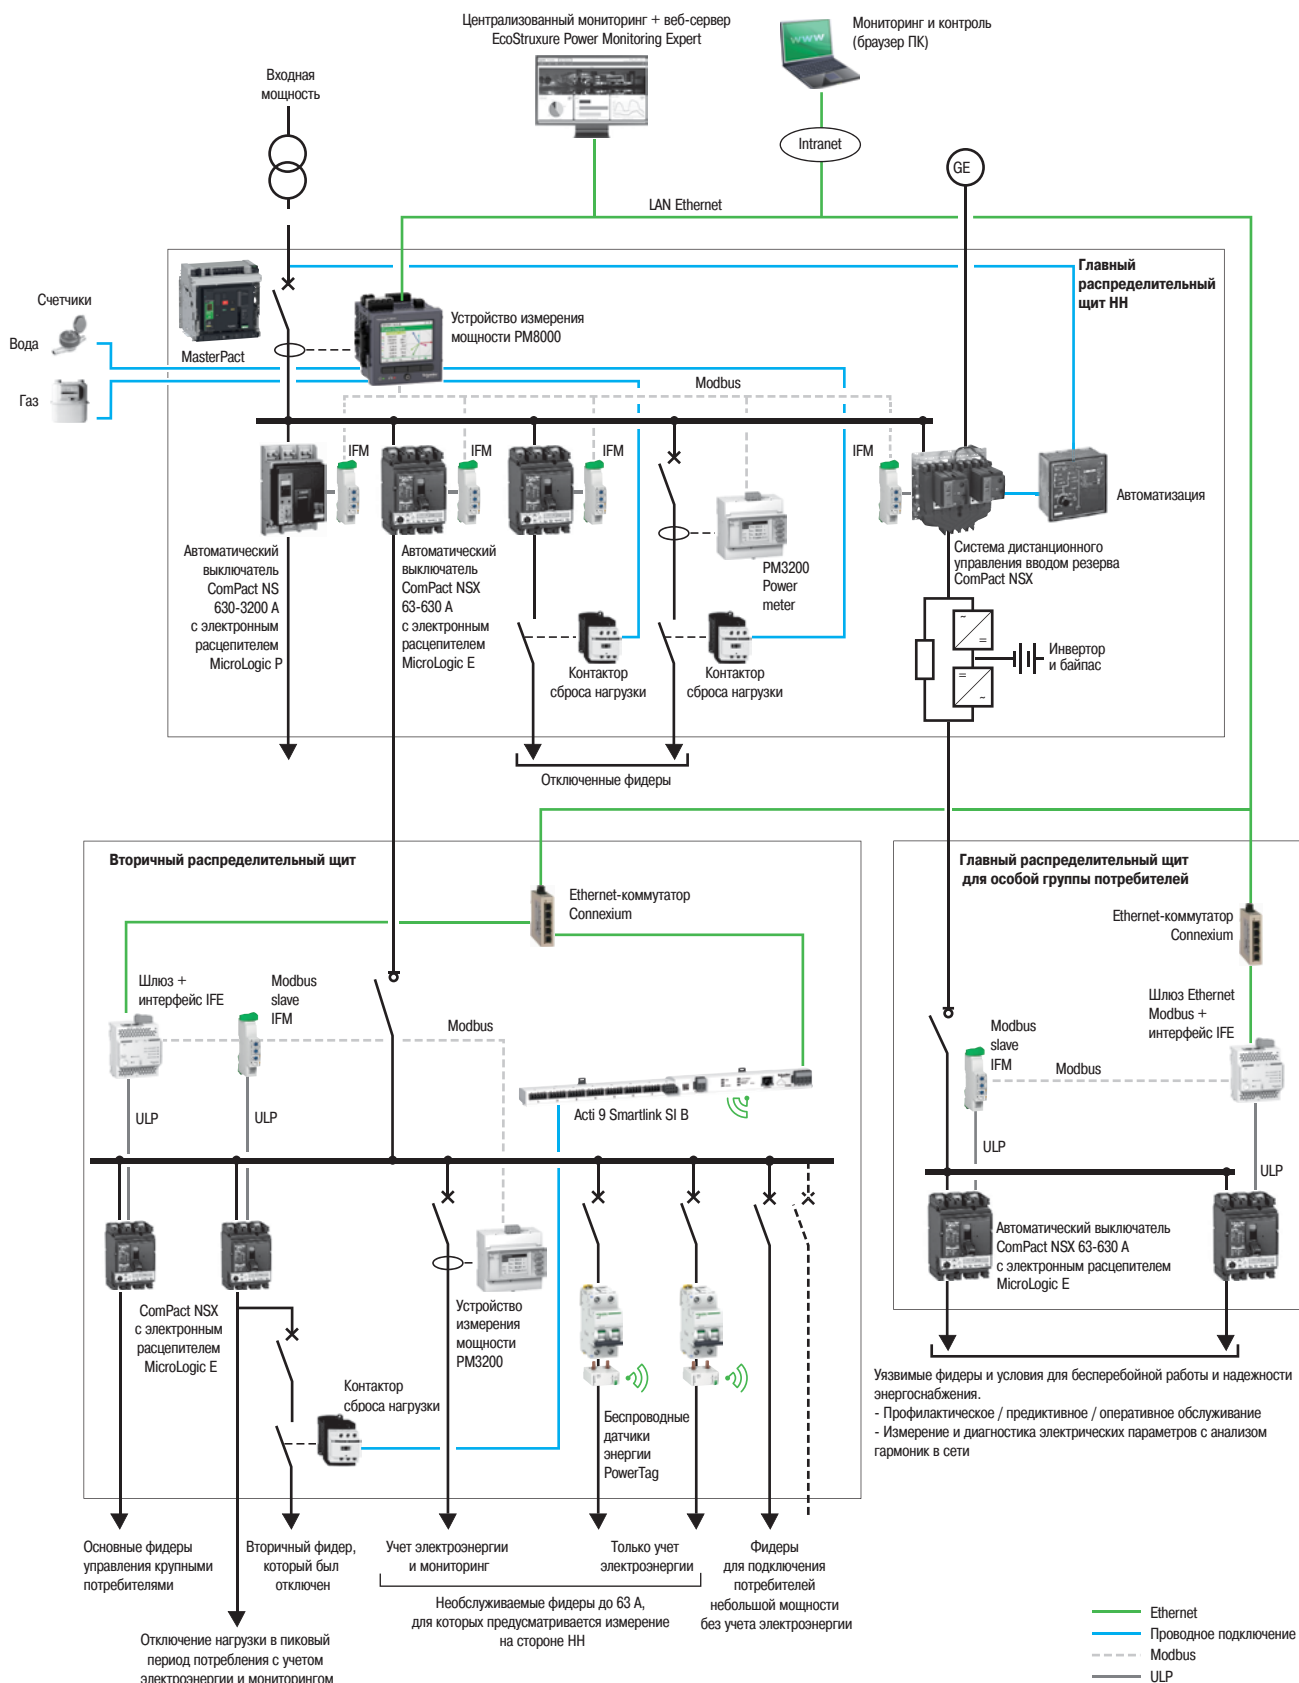 Централизованный мониторинг + веб-сервер
EcoStruxure Power Monitoring Expert
Мониторинг и контроль
(браузер ПК)
www
Входная
мощность
Intranet
GE
LAN Ethernet
Главный
распределительный
щит НН
Счетчики
Вода
Газ
MasterPact
Устройство измерения
мощности PM8000
Modbus
IFM
IFM
IFM
IFM
Автоматизация
Автоматический
выключатель
ComPact NS
630-3200 А
с электронным
расцепителем
MicroLogic P
Автоматический
выключатель
ComPact NSX
63-630 А
с электронным
расцепителем
MicroLogic E
PM3200
Power
meter
Система дистанционного
управления вводом резерва
ComPact NSX
Контактор
сброса нагрузки
Контактор
сброса нагрузки
~
=
=
~
Инвертор
и байпас
Отключенные фидеры
Вторичный распределительный щит
Ethernet-коммутатор
Connexium
Шлюз +
интерфейс IFE
Modbus
slave
IFM
Modbus
Acti 9 Smartlink SI B
ULP
ULP
Главный распределительный щит
для особой группы потребителей
Ethernet-коммутатор
Connexium
Шлюз Ethernet
Modbus +
интерфейс IFE
Modbus
slave
IFM
Modbus
ULP
ULP
Автоматический выключатель
ComPact NSX 63-630 А
с электронным расцепителем
MicroLogic E
ComPact NSX
с электронным
расцепителем
MicroLogic E
Устройство
измерения
мощности
PM3200
Контактор
сброса нагрузки
Беспроводные
датчики
энергии
PowerTag
Уязвимые фидеры и условия для бесперебойной работы и надежности
энергоснабжения.
- Профилактическое / предиктивное / оперативное обслуживание
- Измерение и диагностика электрических параметров с анализом
гармоник в сети
Основные фидеры
управления крупными
потребителями
Вторичный фидер,
который был
отключен
Учет электроэнергии
и мониторинг
Только учет
электроэнергии
Фидеры
для подключения
потребителей
небольшой мощности
без учета электроэнергии
Необслуживаемые фидеры до 63 А,
для которых предусматривается измерение
на стороне НН
Отключение нагрузки в пиковый
период потребления с учетом
электроэнергии и мониторингом
Ethernet
Проводное подключение
Modbus
ULP